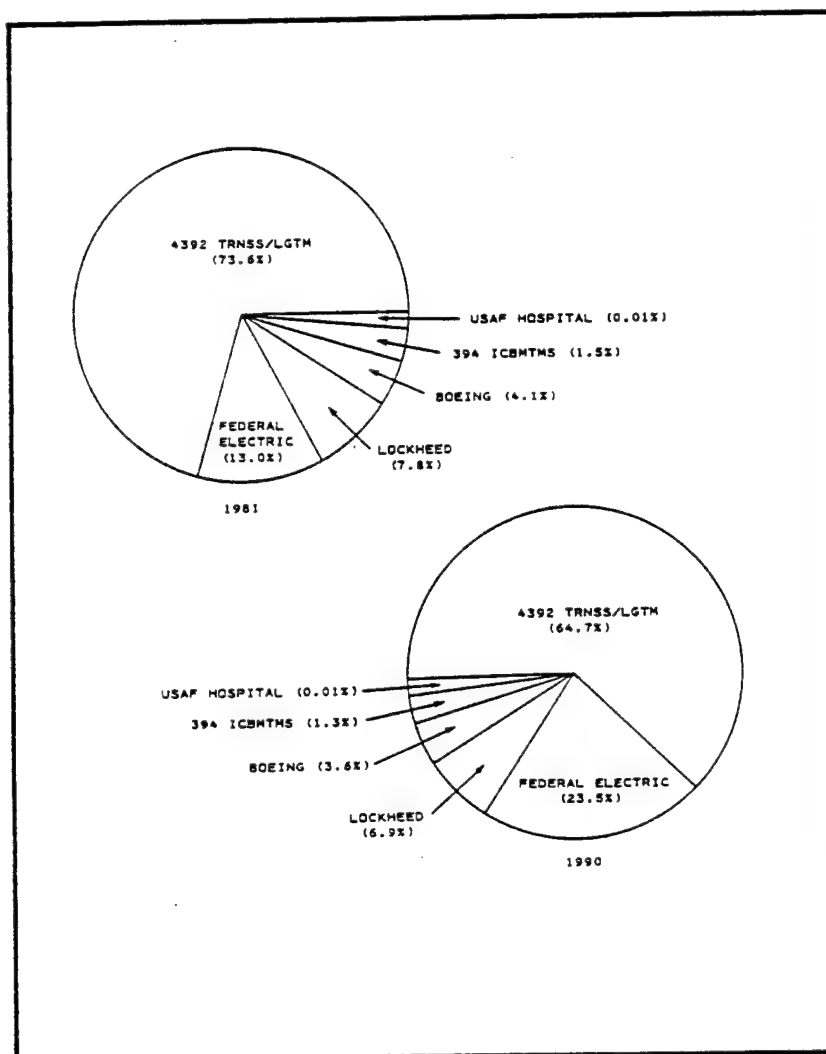 4392 TRNSS/LGTM
(73.6%)
USAF HOSPITAL (0.01%)
394 ICBMTMS (1.5%)
BOEING (4.1%)
LOCKHEED
(7.8%)
FEDERAL
ELECTRIC
(13.0%)
1981
4392 TRNSS/LGTM
(64.7%)
USAF HOSPITAL (0.01%)
394 ICBMTMS (1.3%)
BOEING (3.6%)
LOCKHEED
(6.9%)
FEDERAL ELECTRIC
(23.5%)
1990